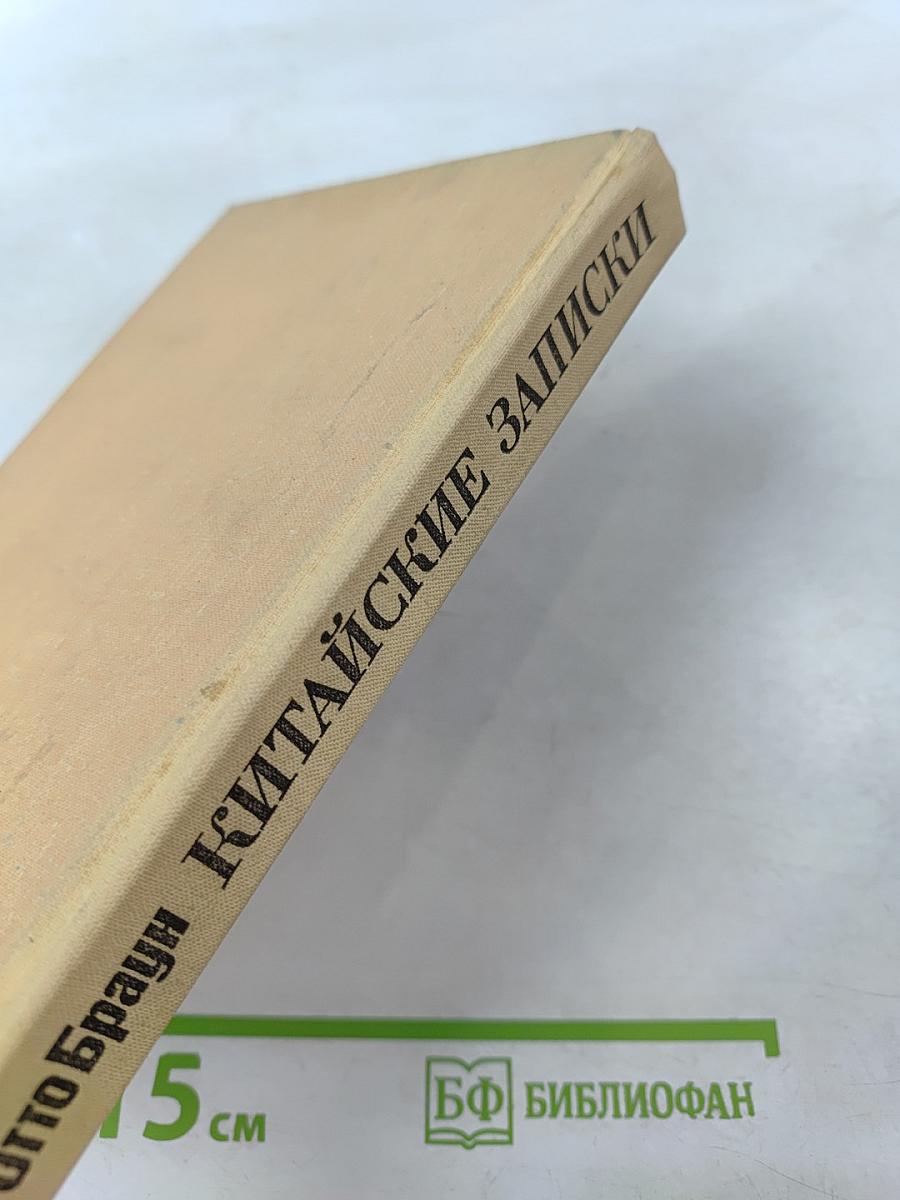 Отто Браун КИТАЙСКИЕ ЗАПИСКИ
15 см
БФ БИБЛИОФАН